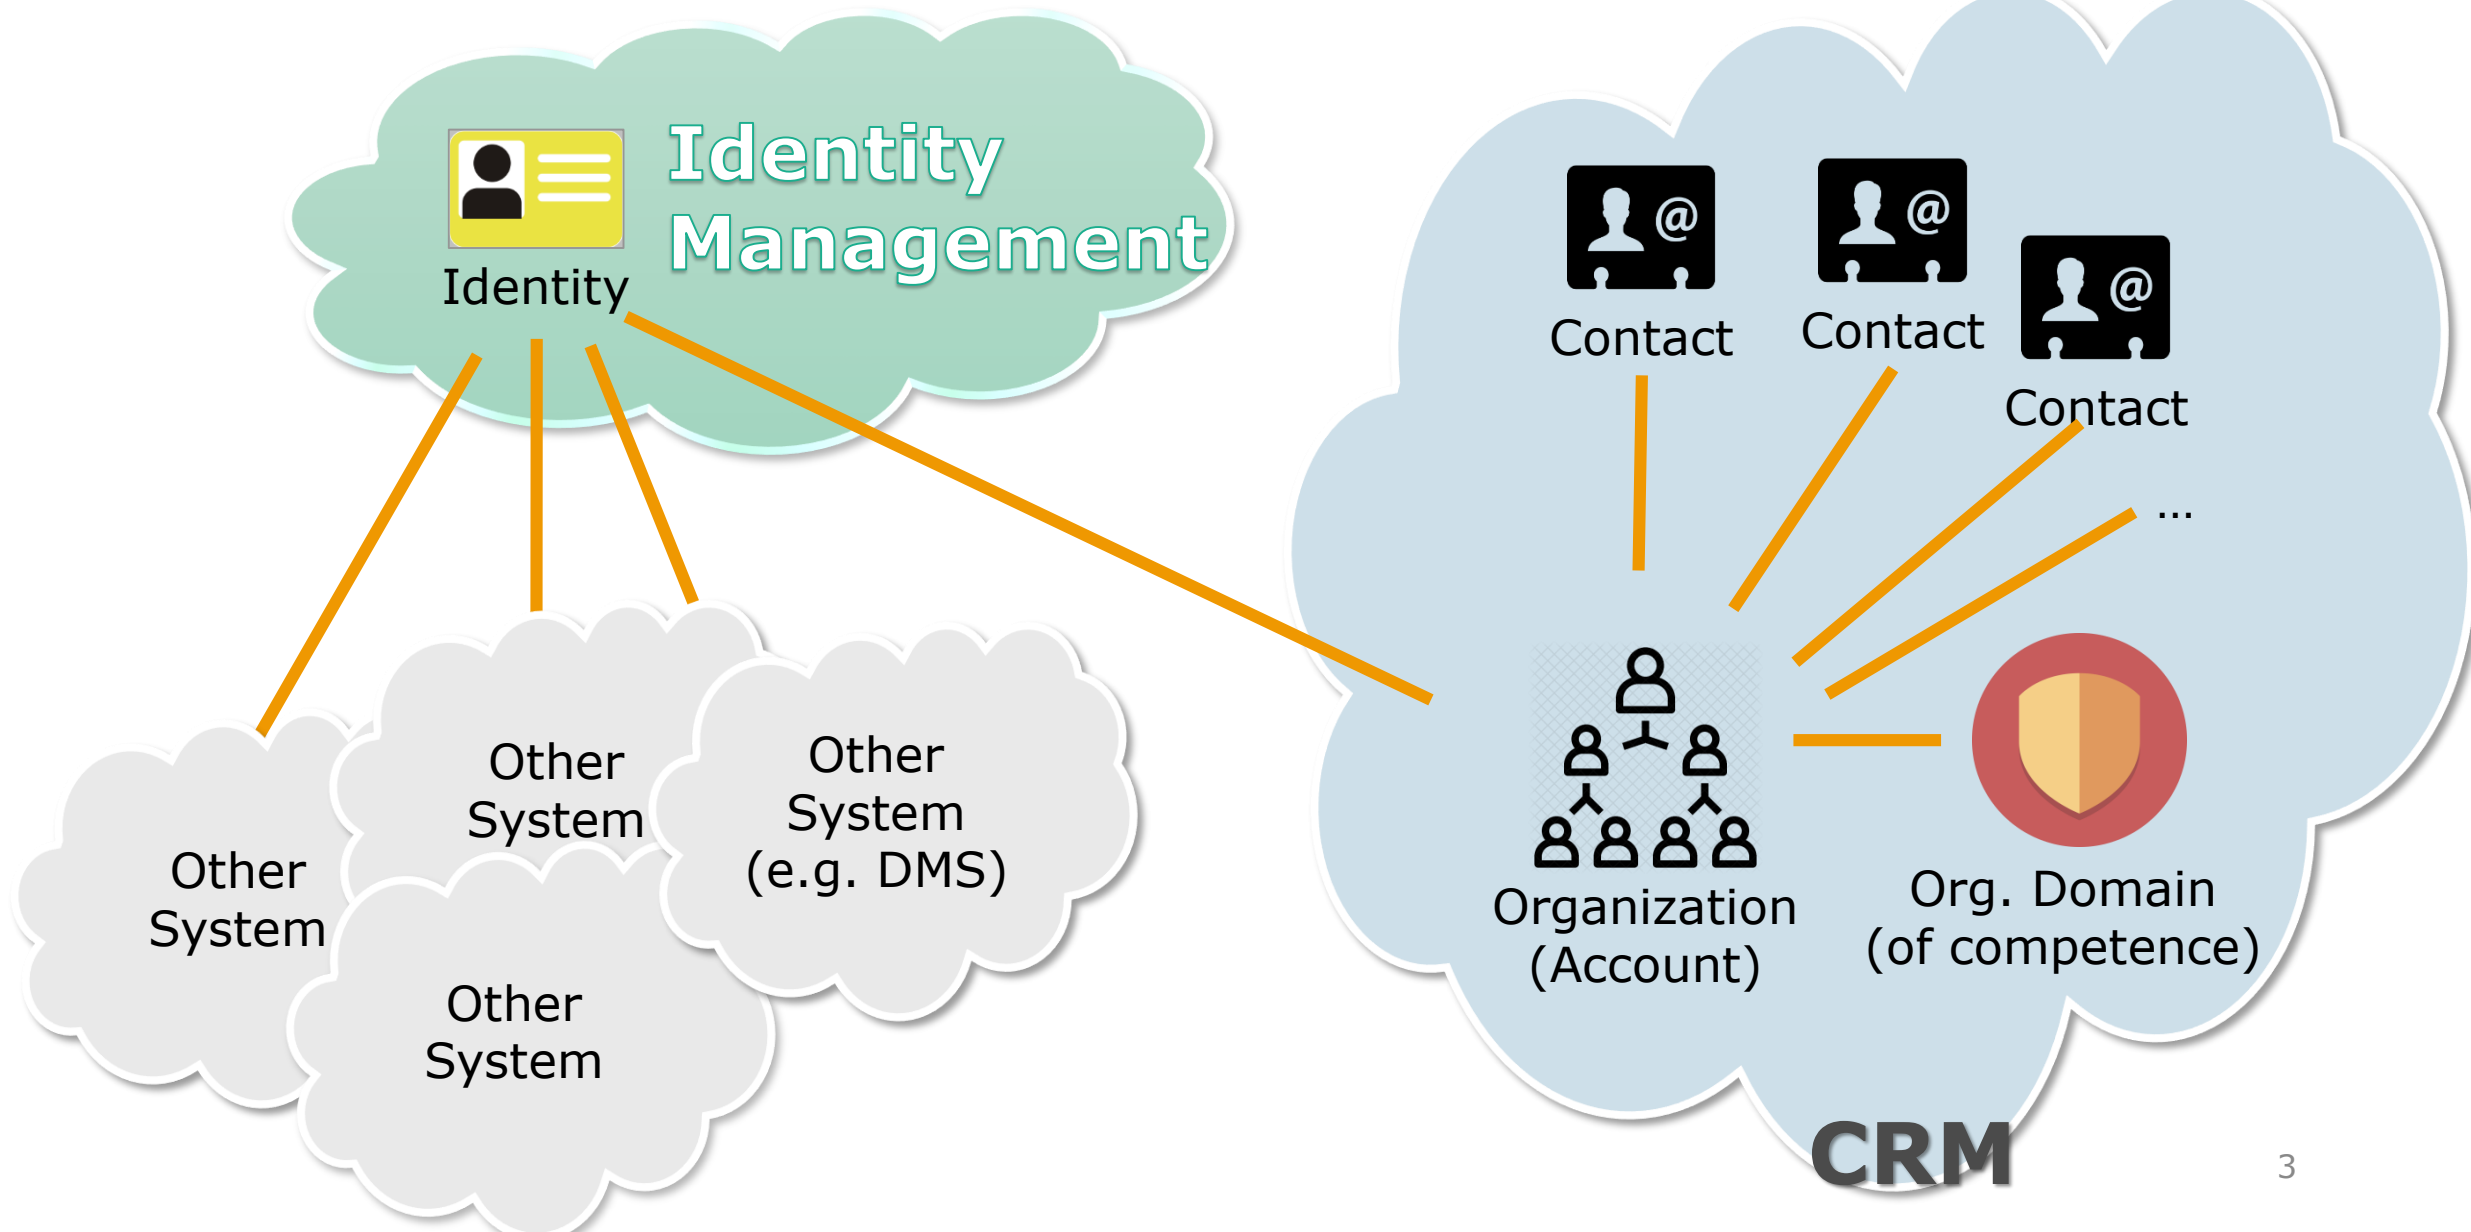 Identity
Management
Identity
@
Contact
@
Contact
@
Contact
...
Other
System
Other
System
Other
System
(e.g. DMS)
Other
System
Organization
(Account)
Org. Domain
(of competence)
CRM
3